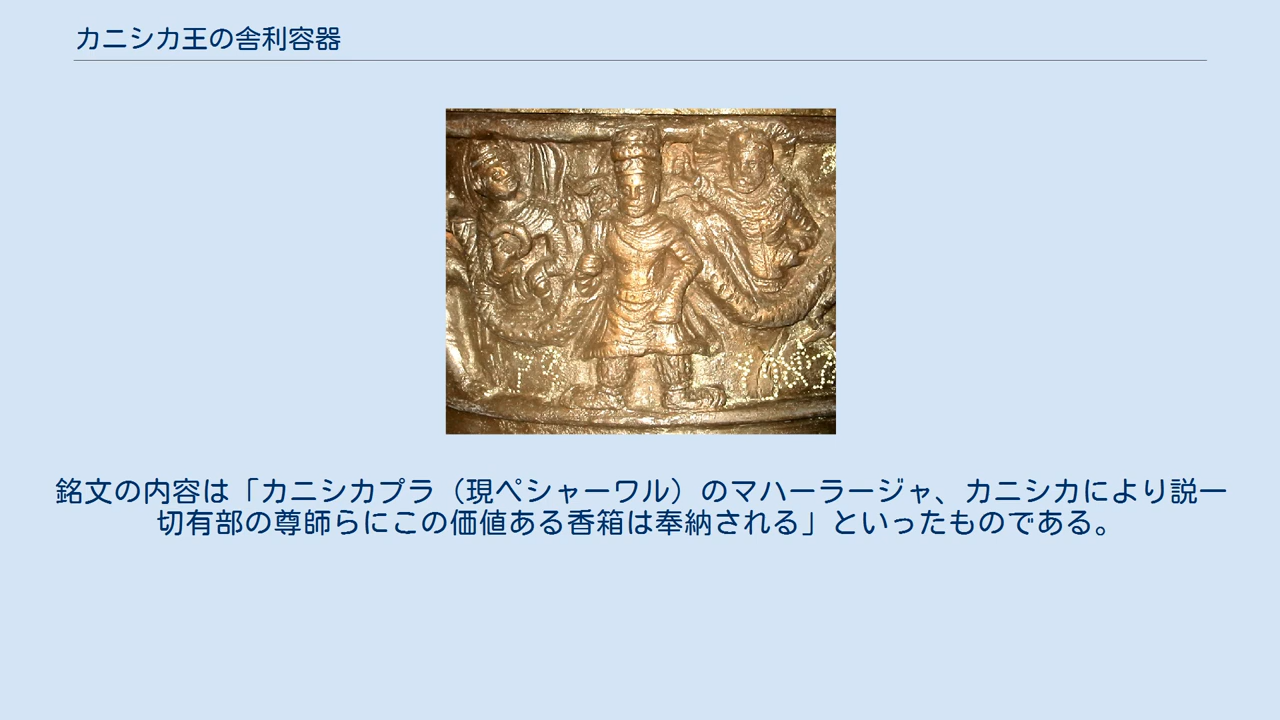 カニシカ王の舎利容器
銘文の内容は「カニシカプラ（現ペシャーワル）のマハーラージャ、カニシカにより説一
切有部の尊師らにこの価値ある香箱は奉納される」といったものである。